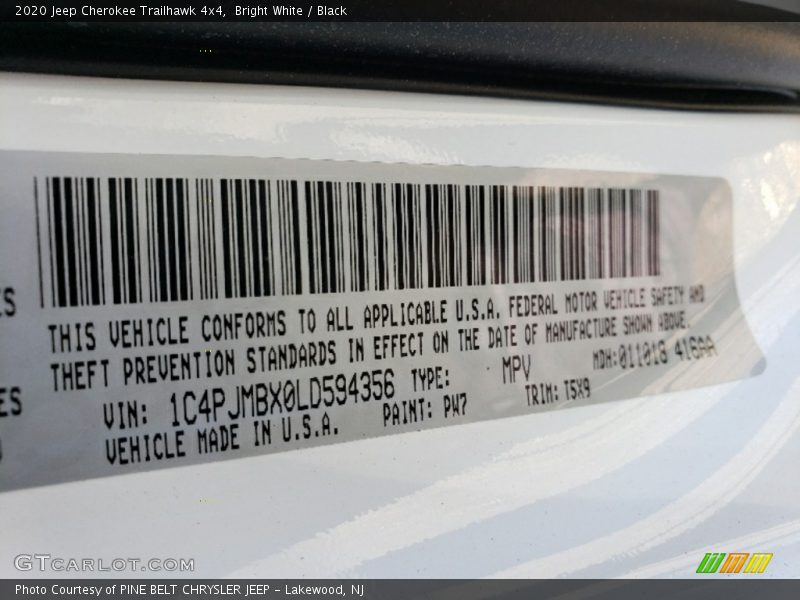 2020 Jeep Cherokee Trailhawk 4x4, Bright White / Black
ES
THIS VEHICLE CONFORMS TO ALL APPLICABLE U.S.A. FEDERAL MOTOR VEHICLE SAFETY AND
THEFT PREVENTION STANDARDS IN EFFECT ON THE DATE OF MANUFACTURE SHOWN ABOVE.
ES
VIN: 1C4PJMBX0LD594356 TYPE: MPV MDH:011018 416AA
VEHICLE MADE IN U.S.A. PAINT: PW7 TRIM: T5X9
GTCARLOT.COM
Photo Courtesy of PINE BELT CHRYSLER JEEP - Lakewood, NJ